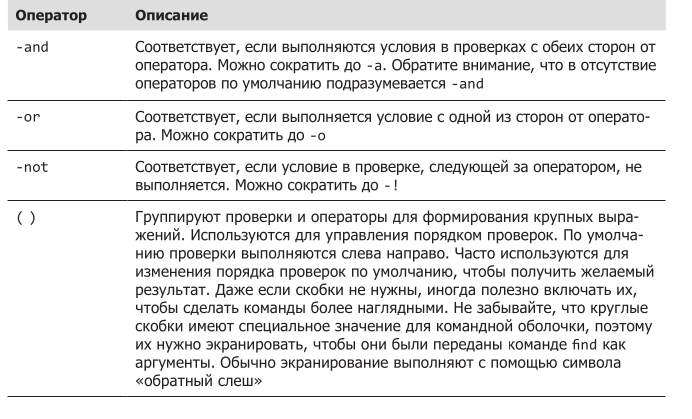 Оператор Описание
-and Соответствует, если выполняются условия в проверках с обеих сторон от
оператора. Можно сократить до -a. Обратите внимание, что в отсутствие
операторов по умолчанию подразумевается -and
-or Соответствует, если выполняется условие с одной из сторон от операто-
ра. Можно сократить до -o
-not Соответствует, если условие в проверке, следующей за оператором, не
выполняется. Можно сократить до -!
( ) Группируют проверки и операторы для формирования крупных выра-
жений. Используются для управления порядком проверок. По умолча-
нию проверки выполняются слева направо. Часто используются для
изменения порядка проверок по умолчанию, чтобы получить желаемый
результат. Даже если скобки не нужны, иногда полезно включать их,
чтобы сделать команды более наглядными. Не забывайте, что круглые
скобки имеют специальное значение для командной оболочки, поэтому
их нужно экранировать, чтобы они были переданы команде find как
аргументы. Обычно экранирование выполняют с помощью символа
«обратный слеш»